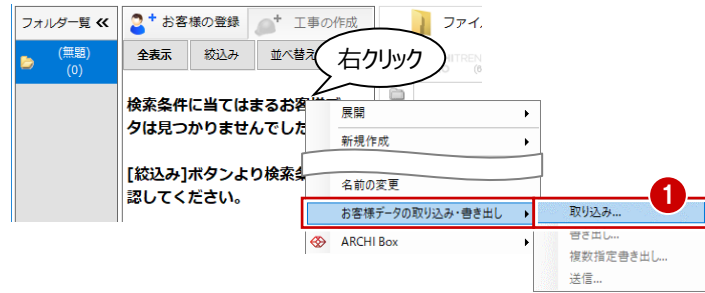 フォルダー覧 ≪
お客様の登録
工事の作成
ファイ
(無題)
(0)
全表示
絞込み
並べ替え
右クリック
検索条件に当てはまるお客様デ
タは見つかりませんでした
[絞込み]ボタンより検索条
認してください。
展開
新規作成
名前の変更
お客様データの取り込み・書き出し
ARCHI Box
1
取り込み...
書き出し...
複数指定書き出し...
送信...